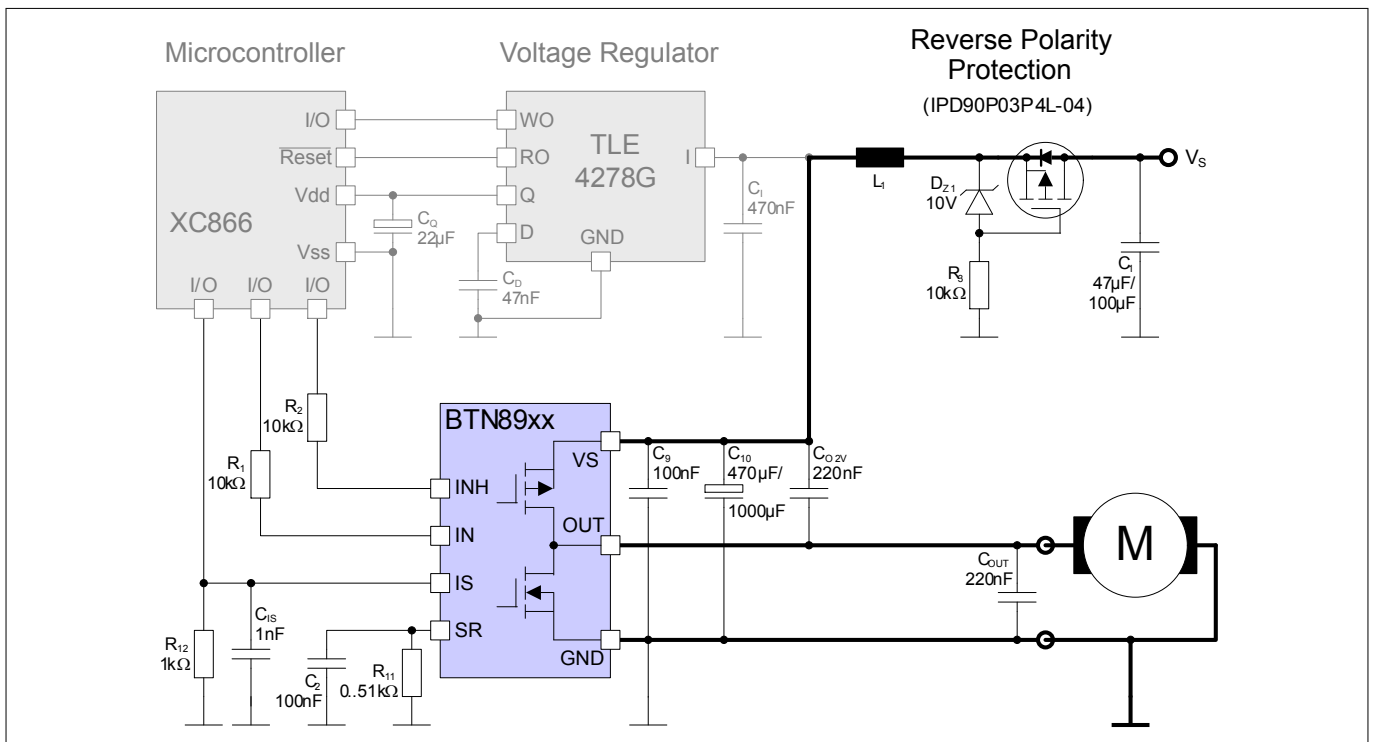 Microcontroller
Voltage Regulator
Reverse Polarity
Protection
(IPD90P03P4L-04)
XC866
I/O
Reset
Vdd
Vss
I/O
I/O
I/O
WO
RO
Q
D
TLE
4278G
I
GND
CQ
22µF
CD
47nF
CI
470nF
L1
DZ1
10V
R3
10kΩ
VS
C1
47µF/
100µF
R2
10kΩ
R1
10kΩ
BTN89xx
VS
INH
IN
IS
SR
OUT
GND
C9
100nF
C10
470µF/
1000µF
CO2V
220nF
COUT
220nF
M
R12
1kΩ
CIS
1nF
C2
100nF
R11
0..51kΩ